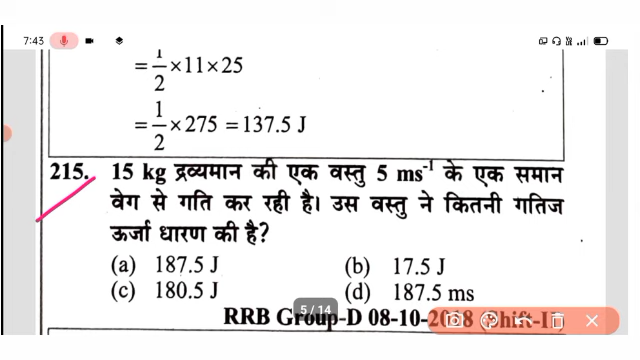 7:43
= 1/2 ×11×25
= 1/2 ×275 = 137.5 J
215. 15 kg द्रव्यमान की एक वस्तु 5 ms⁻¹ के एक समान
वेग से गति कर रही है। उस वस्तु ने कितनी गतिज
ऊर्जा धारण की है?
(a) 187.5 J (b) 17.5 J
(c) 180.5 J (d) 187.5 ms
5/14
RRB Group-D 08-10-2018 (Shift-II)